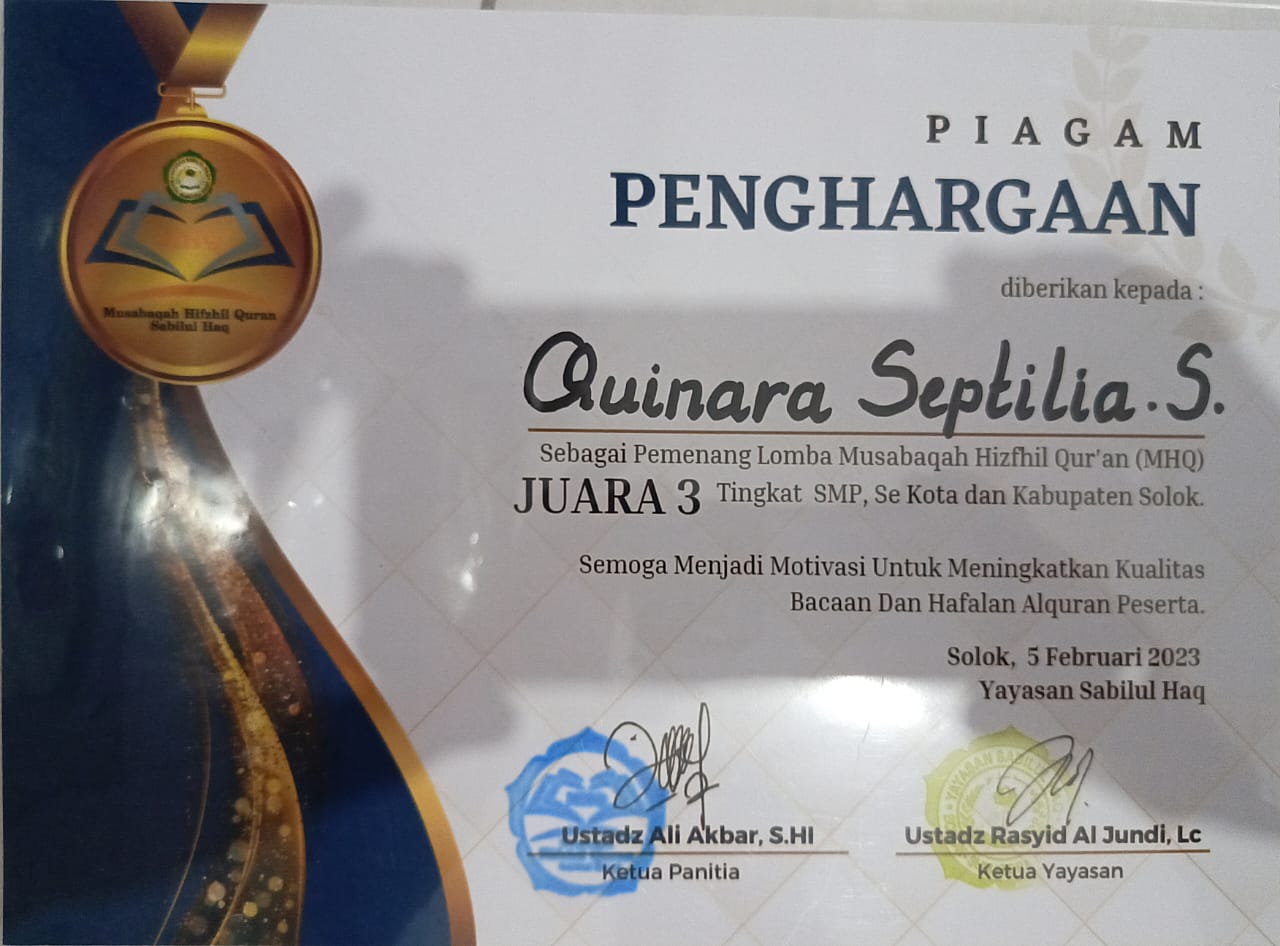 PIAGAM
PENGHARGAAN
diberikan kepada :
Quinara Septilia. S.
Sebagai Pemenang Lomba Musabaqah Hizfhil Qur'an (MHQ)
JUARA 3 Tingkat SMP, Se Kota dan Kabupaten Solok.
Semoga Menjadi Motivasi Untuk Meningkatkan Kualitas
Bacaan Dan Hafalan Alquran Peserta.
Solok, 5 Februari 2023
Yayasan Sabilul Haq
Ustadz Ali Akbar, S.HI
Ketua Panitia
Ustadz Rasyid Al Jundi, Lc
Ketua Yayasan
Musabaqah Hifzhil Quran
Sabilul Haq